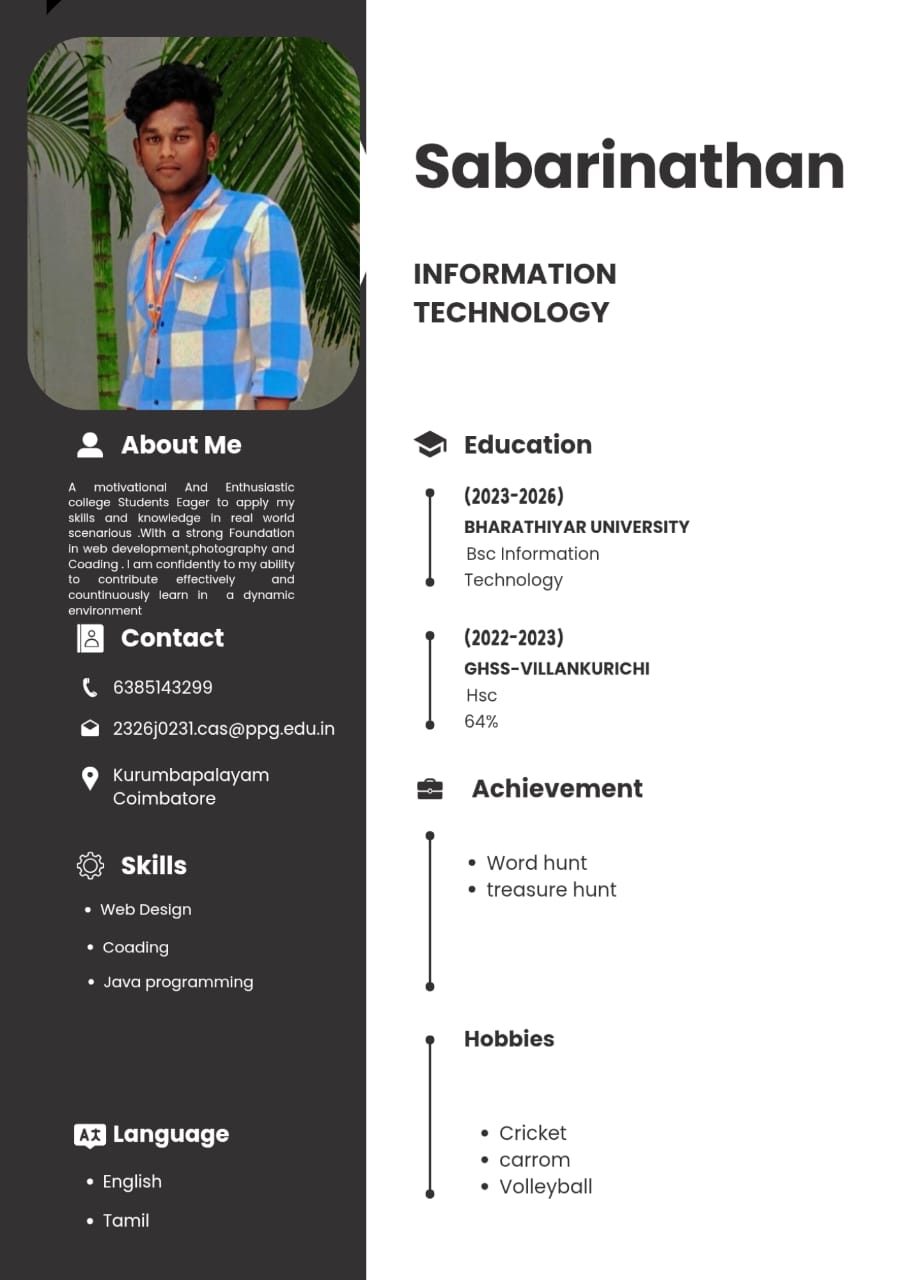 Sabarinathan
INFORMATION
TECHNOLOGY
About Me
A motivational And Enthusiastic
college Students Eager to apply my
skills and knowledge in real world
scenarious .With a strong Foundation
in web development,photography and
Coading . I am confidently to my ability
to contribute effectively and
countinuously learn in a dynamic
environment
Contact
6385143299
2326j0231.cas@ppg.edu.in
Kurumbapalayam
Coimbatore
Skills
• Web Design
• Coading
• Java programming
Language
• English
• Tamil
Education
(2023-2026)
BHARATHIYAR UNIVERSITY
Bsc Information
Technology
(2022-2023)
GHSS-VILLANKURICHI
Hsc
64%
Achievement
• Word hunt
• treasure hunt
Hobbies
• Cricket
• carrom
• Volleyball